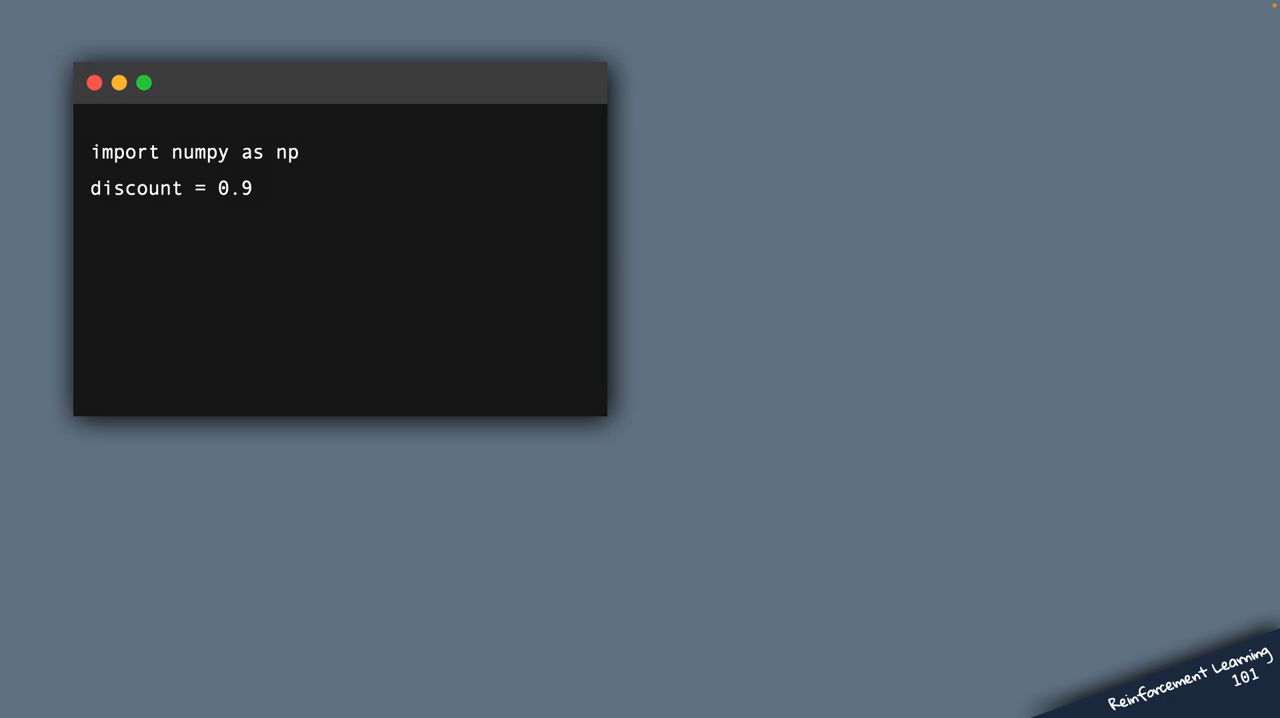 import numpy as np
discount = 0.9
Reinforcement Learning
101